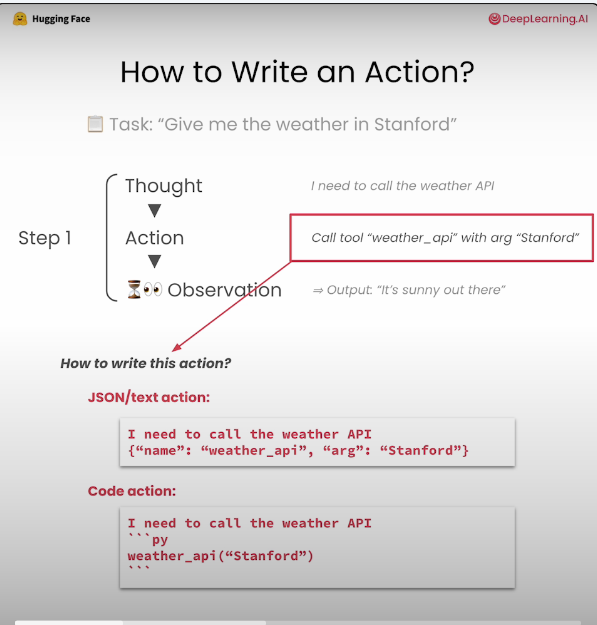 Hugging Face
DeepLearning.AI
How to Write an Action?
Task: “Give me the weather in Stanford”
Step 1
Thought
I need to call the weather API
Action
Call tool “weather_api” with arg “Stanford”
Observation
⇒ Output: “It’s sunny out there”
How to write this action?
JSON/text action:
I need to call the weather API
{“name”: “weather_api”, “arg”: “Stanford”}
Code action:
I need to call the weather API
```py
weather_api(“Stanford”)
```